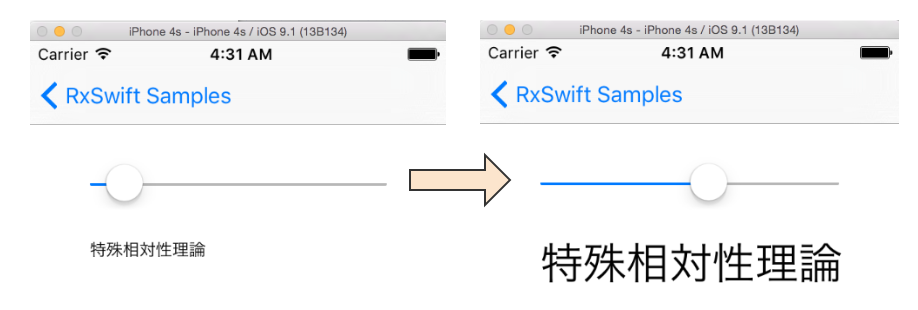 iPhone 4s - iPhone 4s / iOS 9.1 (13B134)
Carrier 4:31 AM
RxSwift Samples
特殊相対性理論
iPhone 4s - iPhone 4s / iOS 9.1 (13B134)
Carrier 4:31 AM
RxSwift Samples
特殊相対性理論